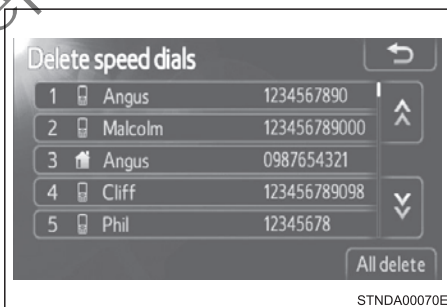 Delete speed dials
1 Angus 1234567890
2 Malcolm 123456789000
3 Angus 0987654321
4 Cliff 123456789098
5 Phil 12345678
All delete
STNDA00070E